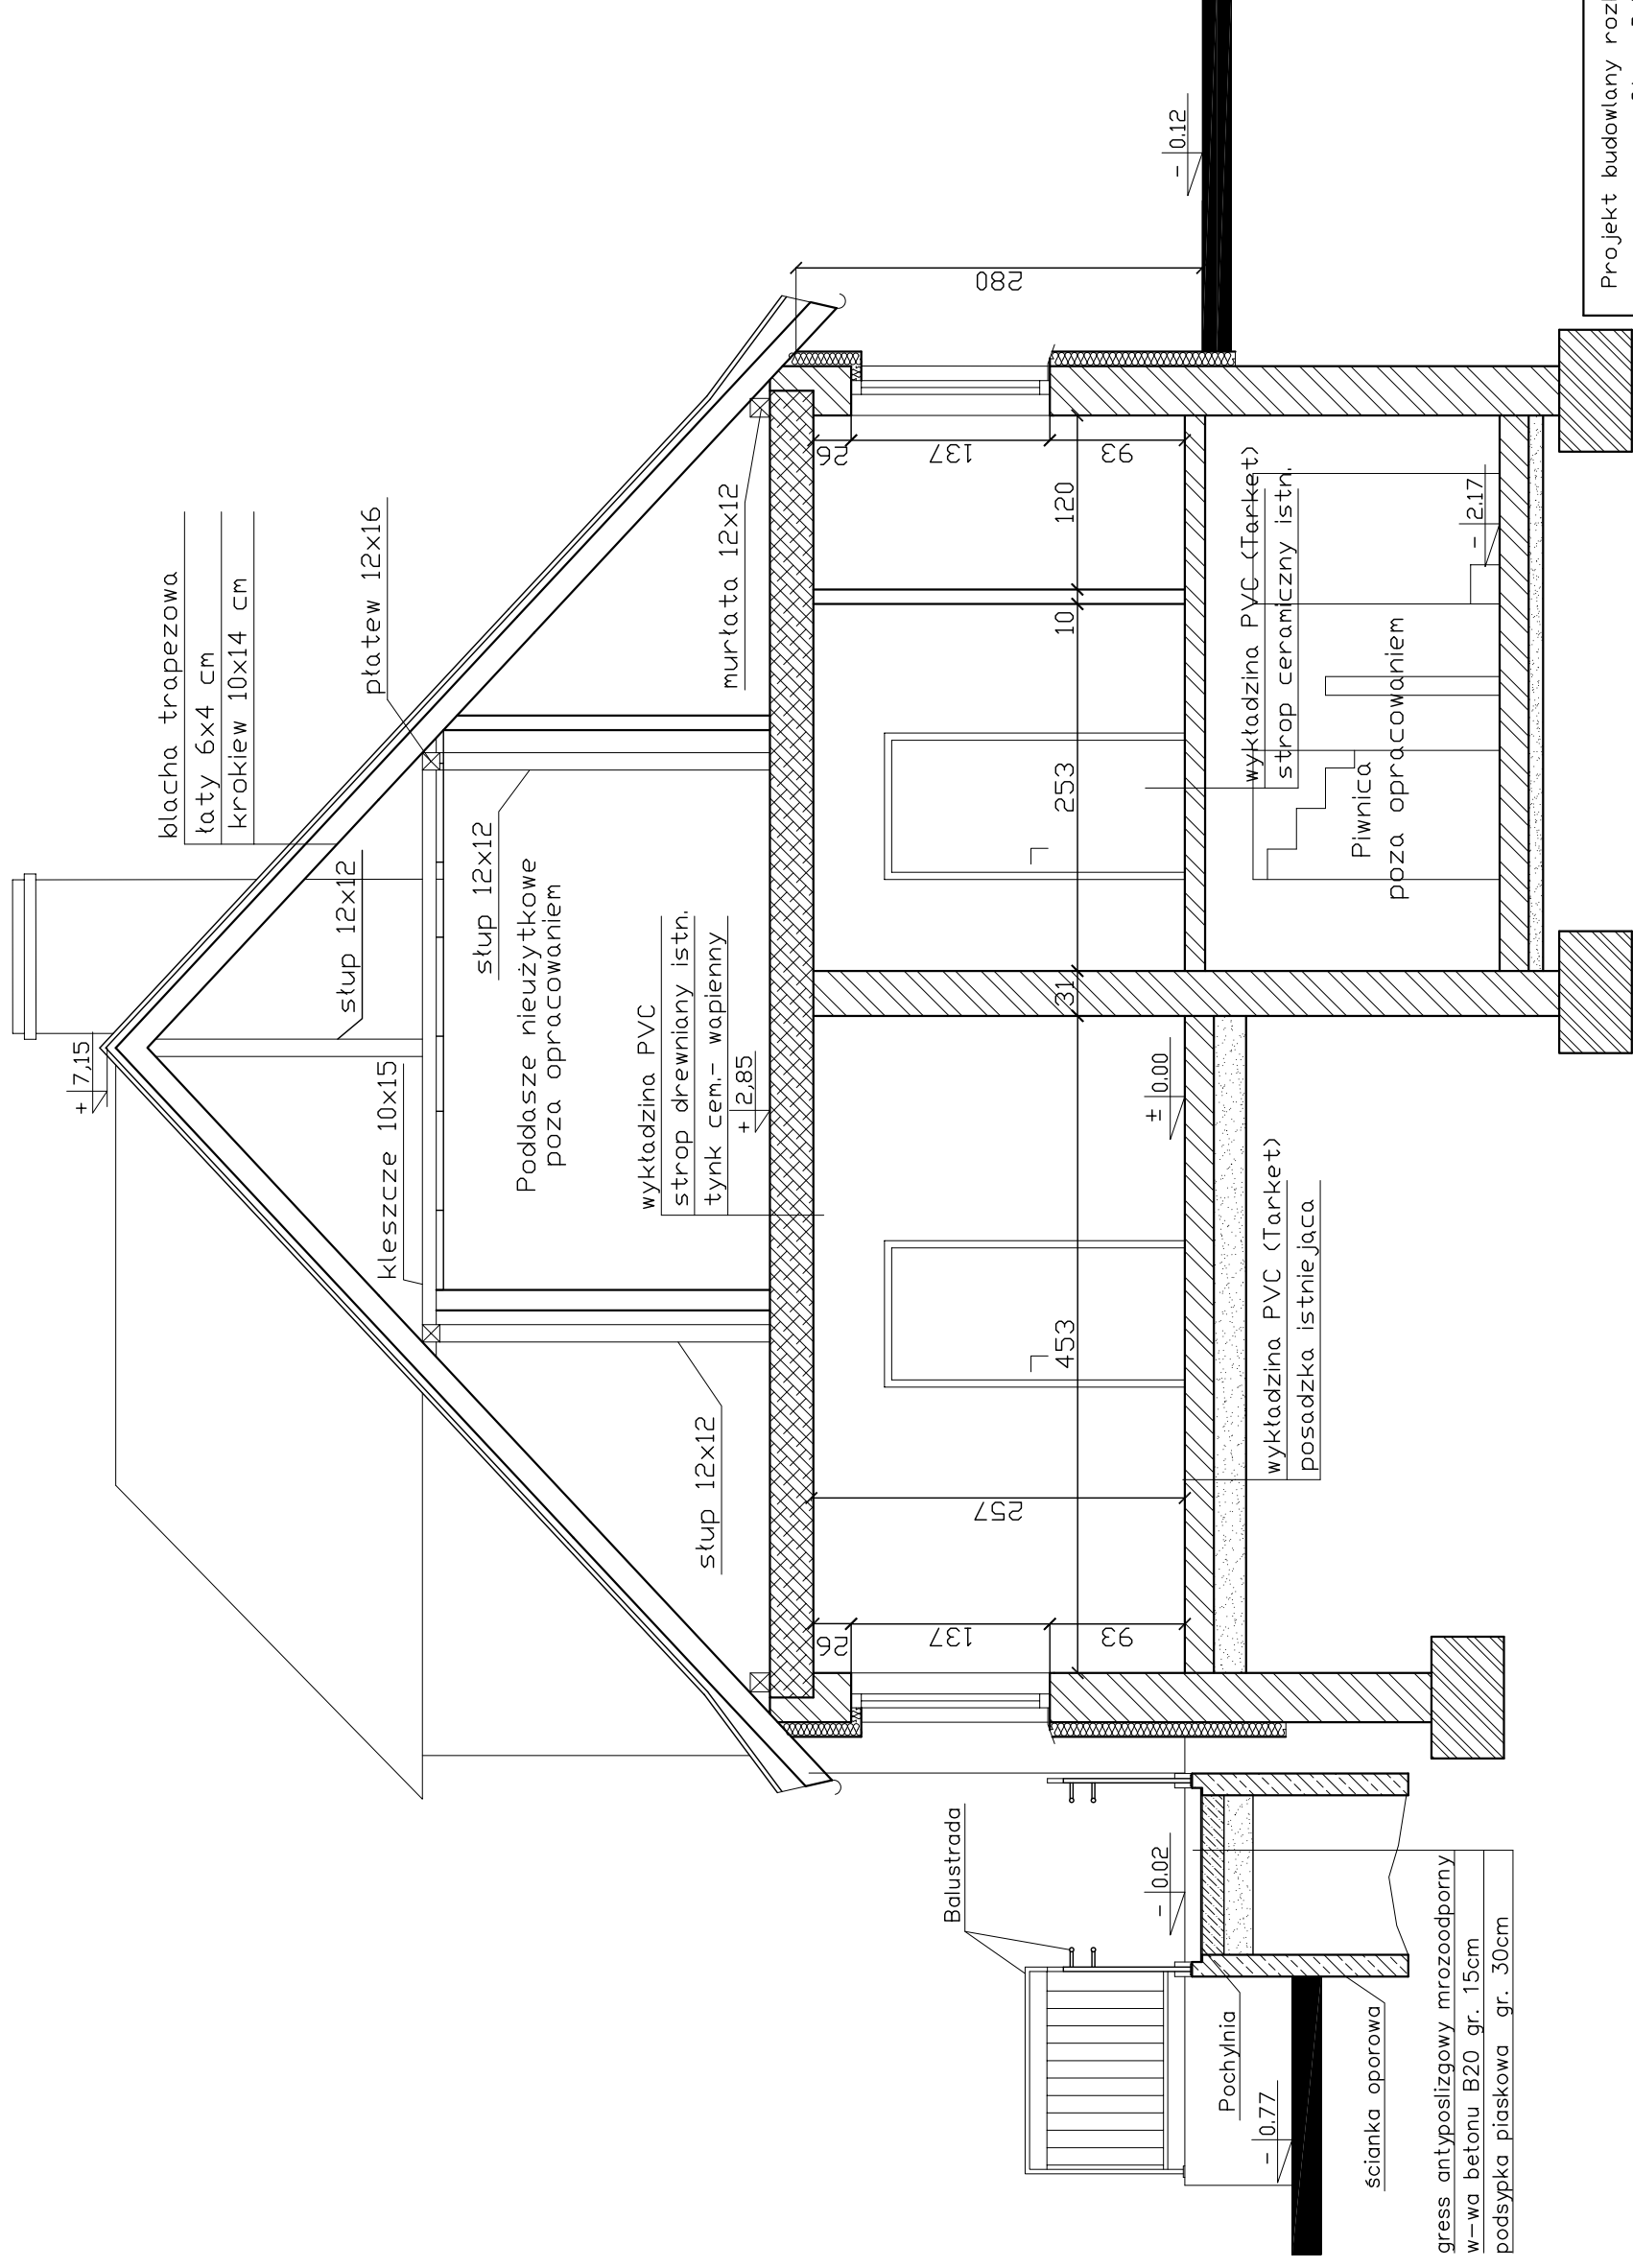 blacha trapezowa
łaty 6x4 cm
krokiew 10x14 cm
płatew 12x16
+ 7,15
słup 12x12
kleszcze 10x15
słup 12x12
Poddasze nieużytkowe
poza opracowaniem
murłata 12x12
wykładzina PVC
strop drewniany istn.
tynk cem.- wapienny
+ 2,85
słup 12x12
280
- 0.12
26
137
93
257
26
137
93
453
31
253
10
120
± 0.00
wykładzina PVC (Tarket)
strop ceramiczny istn.
Piwnica
poza opracowaniem
- 2.17
wykładzina PVC (Tarket)
posadzka istniejąca
Balustrada
- 0.02
Pochylnia
- 0.77
ścianka oporowa
gress antyposlizgowy mrozoodporny
w-wa betonu B20 gr. 15cm
podsypka piaskowa gr. 30cm
Projekt budowlany